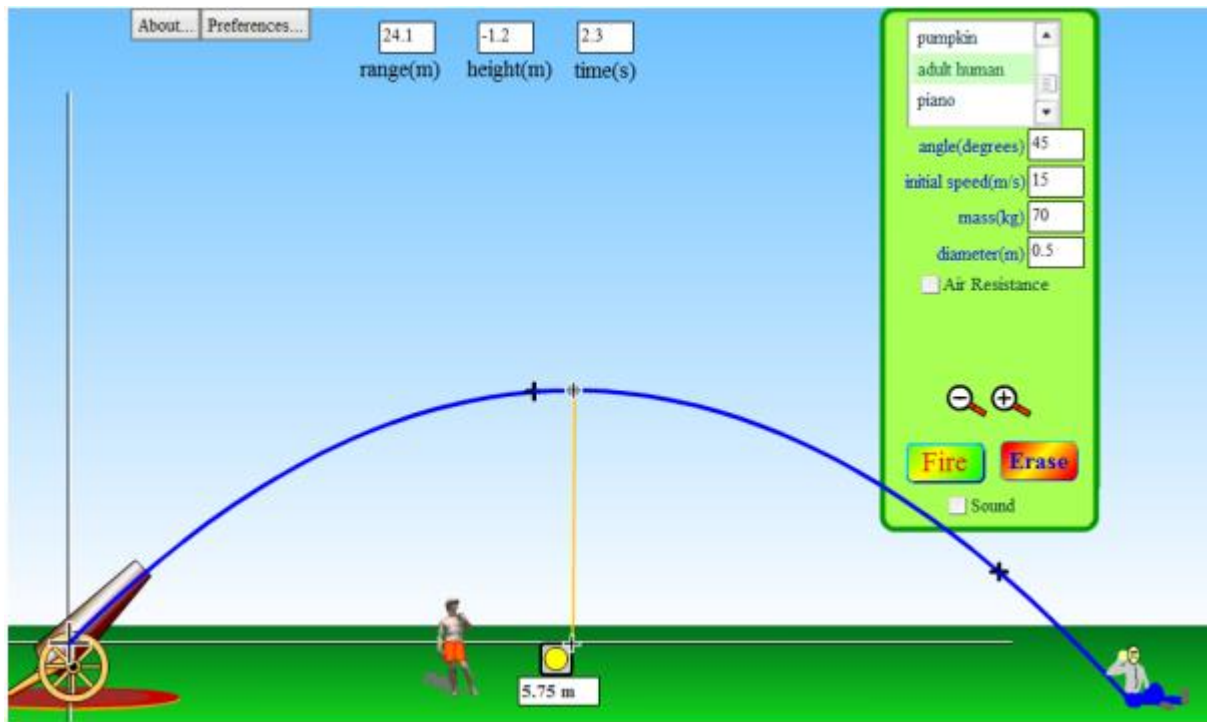 About... Preferences...
24.1 -1.2 2.3
range(m) height(m) time(s)
pumpkin
adult human
piano
angle(degrees) 45
initial speed(m/s) 15
mass(kg) 70
diameter(m) 0.5
Air Resistance
Fire Erase
Sound
5.75 m